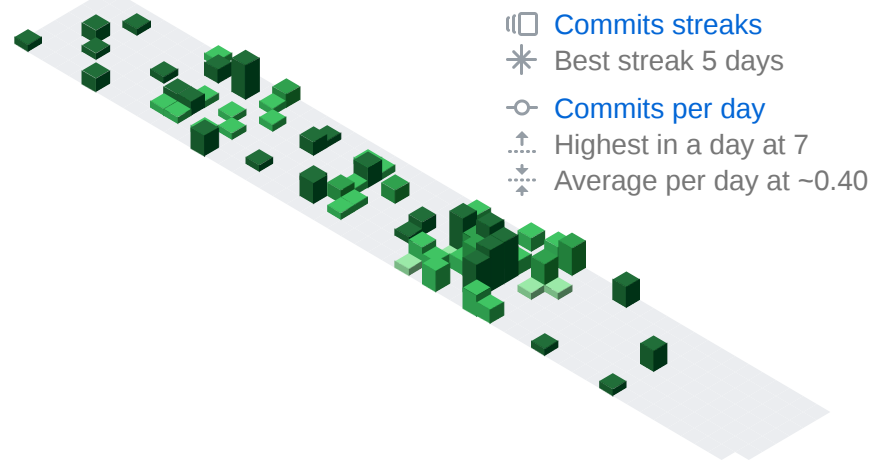 Commits streaks
Best streak 5 days
Commits per day
Highest in a day at 7
Average per day at ~0.40